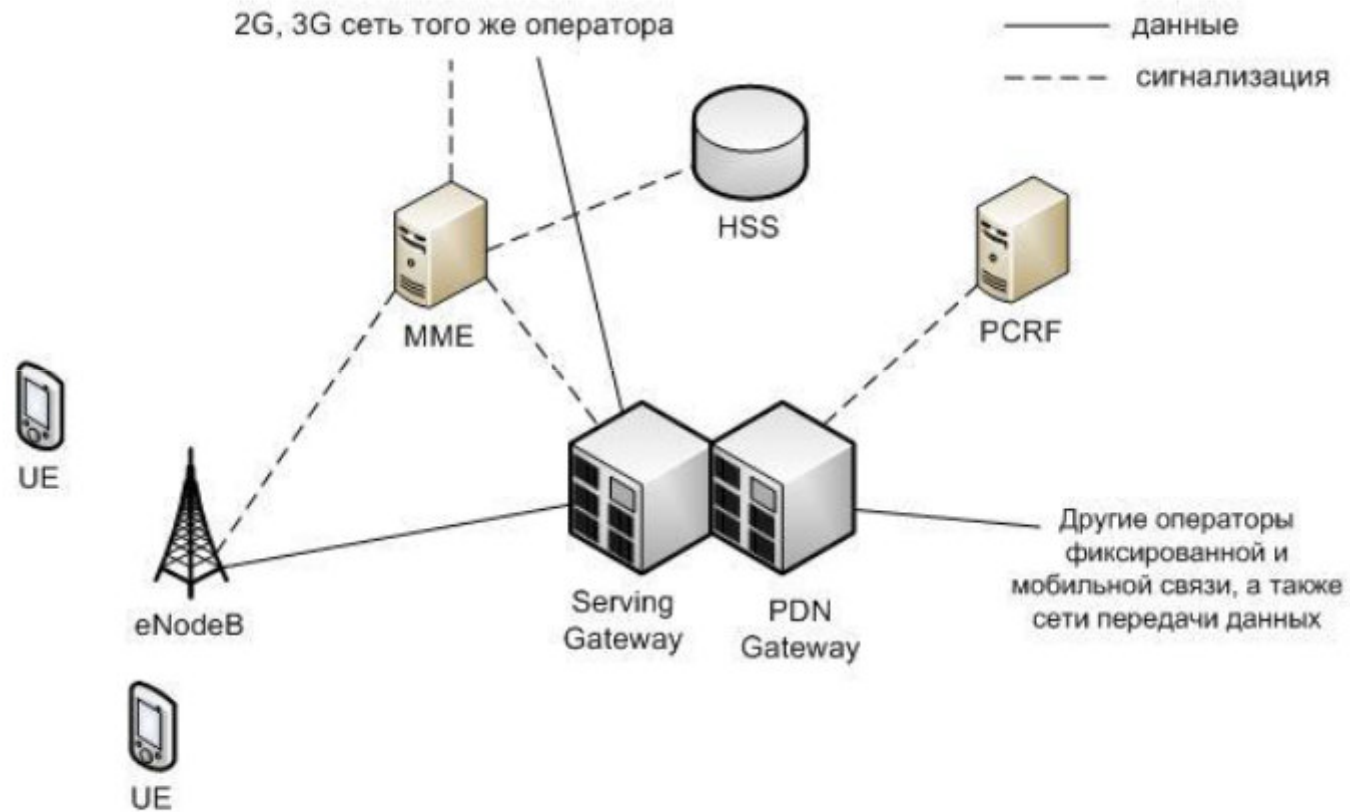 2G, 3G сеть того же оператора
данные
сигнализация
HSS
MME
PCRF
UE
eNodeB
Serving
Gateway
PDN
Gateway
Другие операторы
фиксированной и
мобильной связи, а также
сети передачи данных
UE